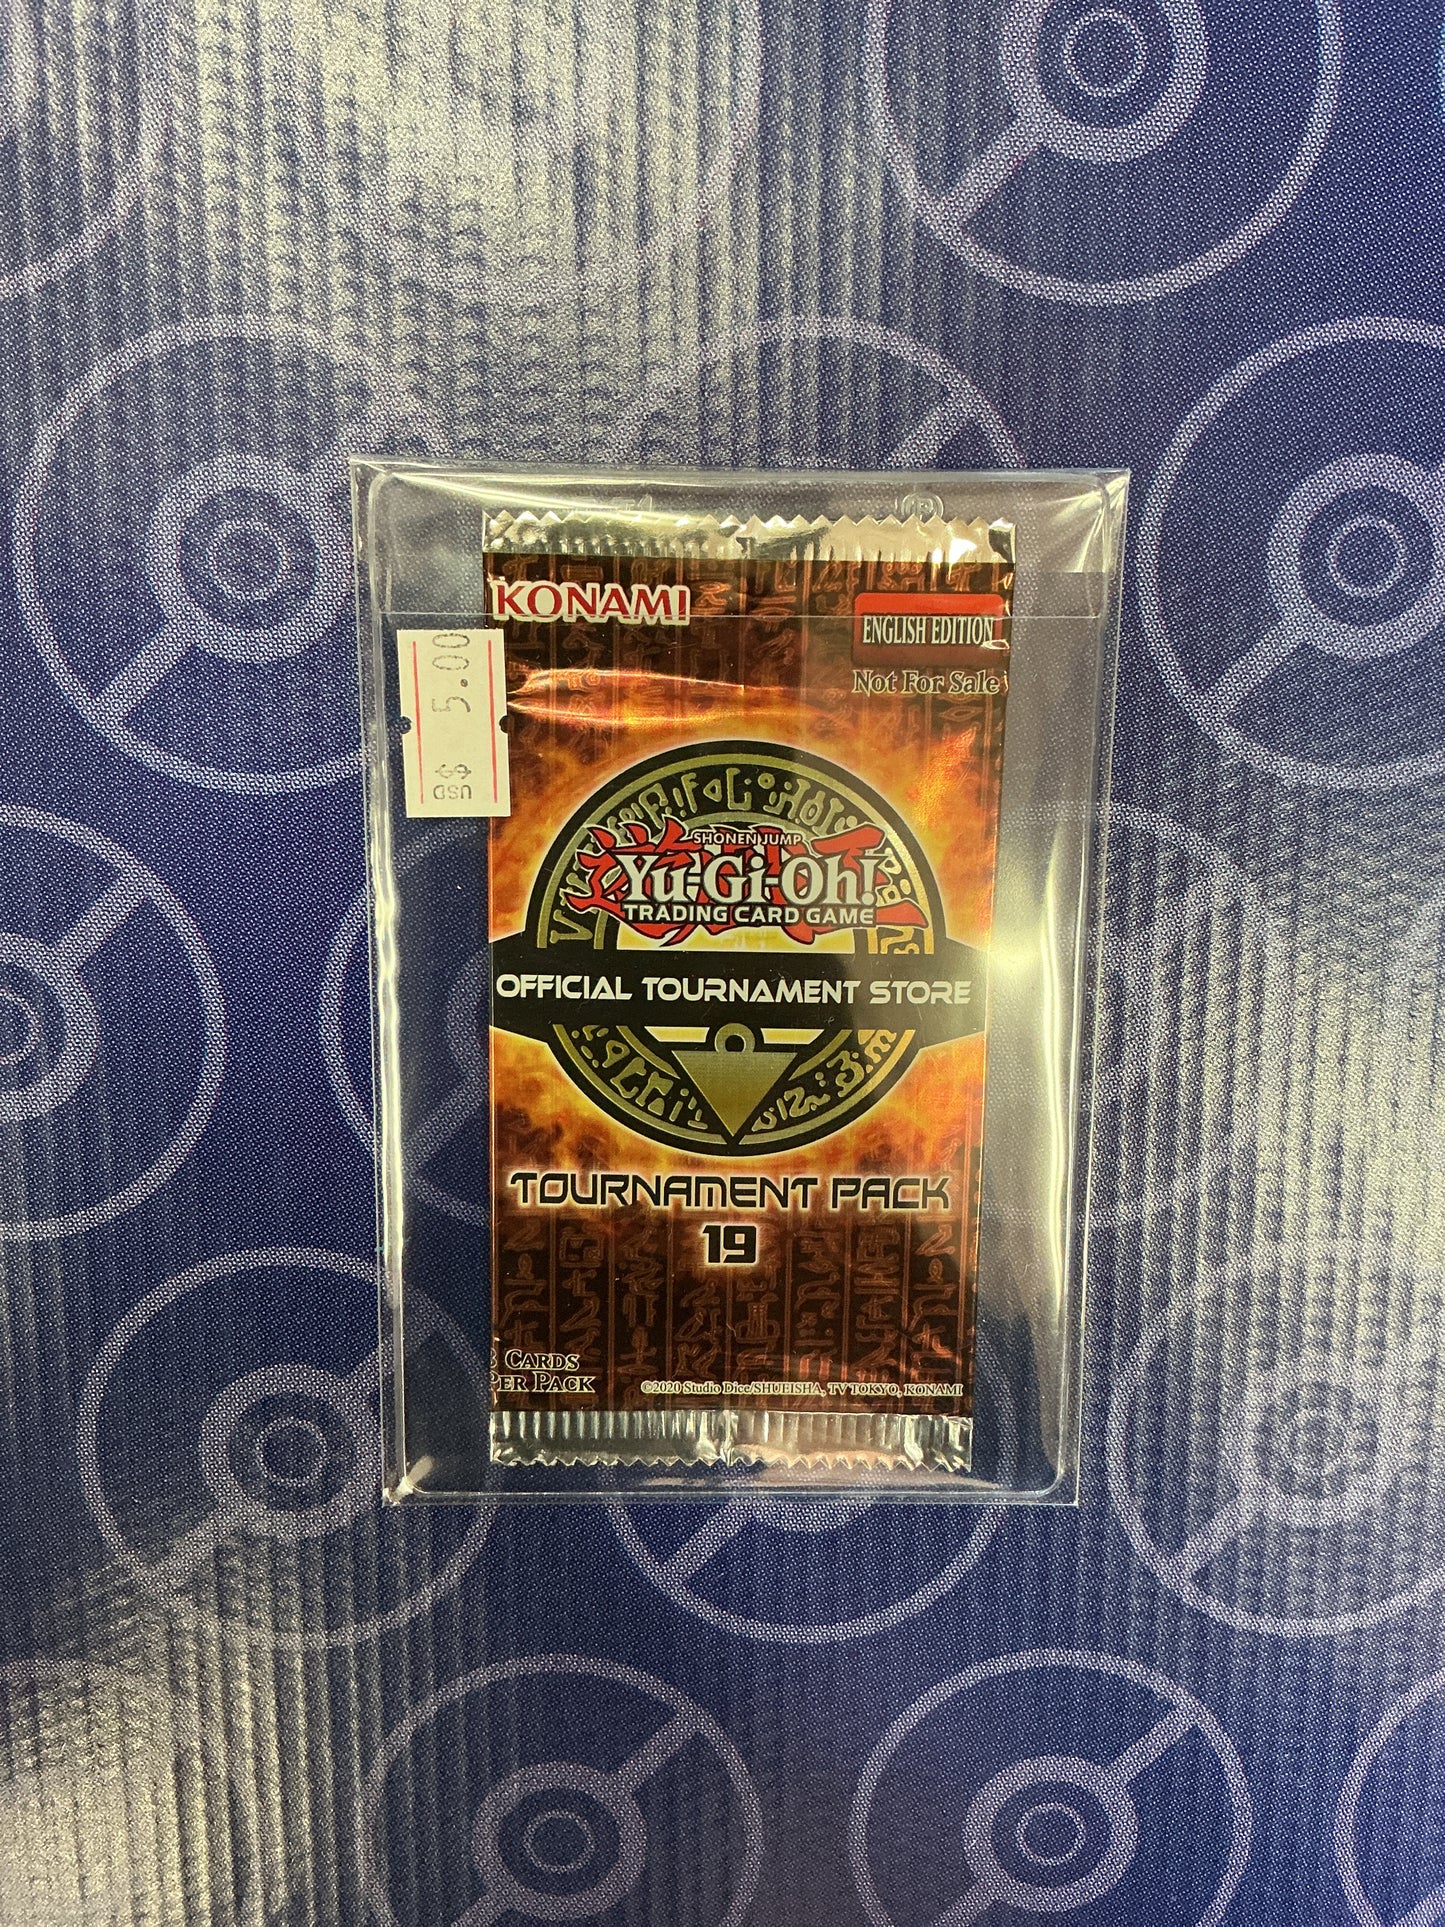 KONAMI
ENGLISH EDITION
Not For Sale
USD $ 5.00
SHONEN JUMP
Yu-Gi-Oh!
TRADING CARD GAME
OFFICIAL TOURNAMENT STORE
TOURNAMENT PACK
19
CARDS
PER PACK
©2020 Studio Dice/SHUEISHA, TV TOKYO, KONAMI